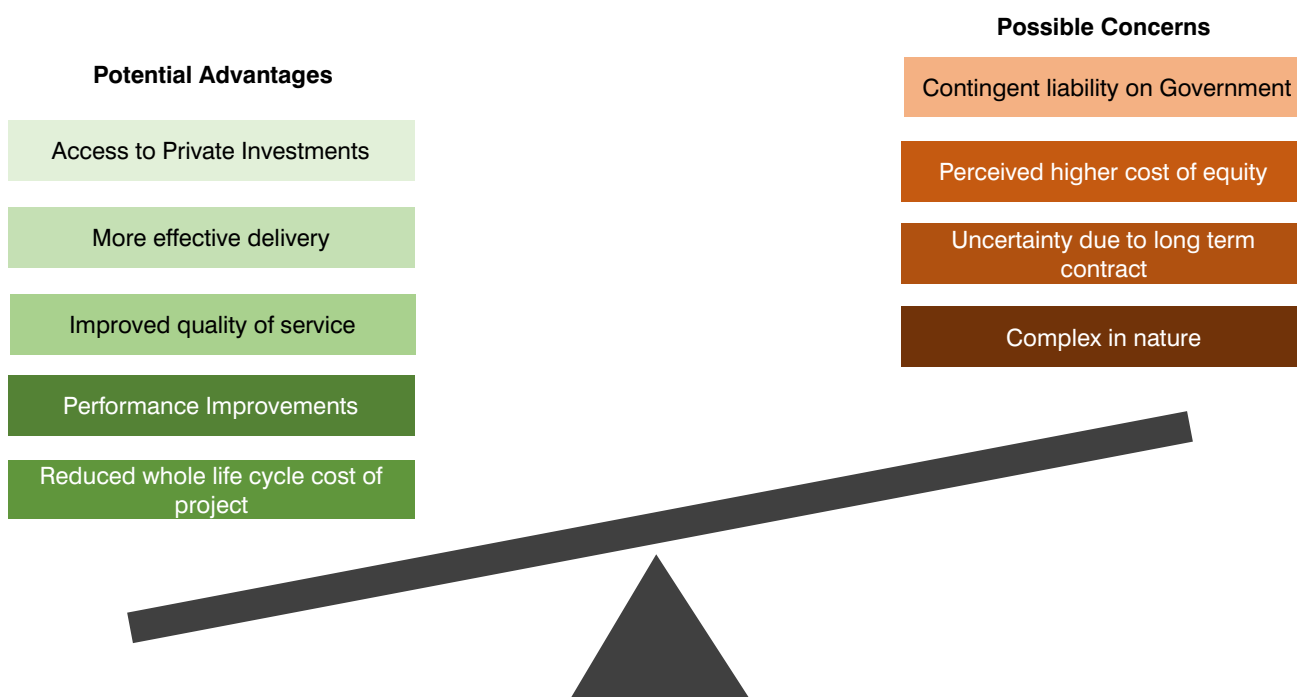 Potential Advantages
Access to Private Investments
More effective delivery
Improved quality of service
Performance Improvements
Reduced whole life cycle cost of
project
Possible Concerns
Contingent liability on Government
Perceived higher cost of equity
Uncertainty due to long term
contract
Complex in nature